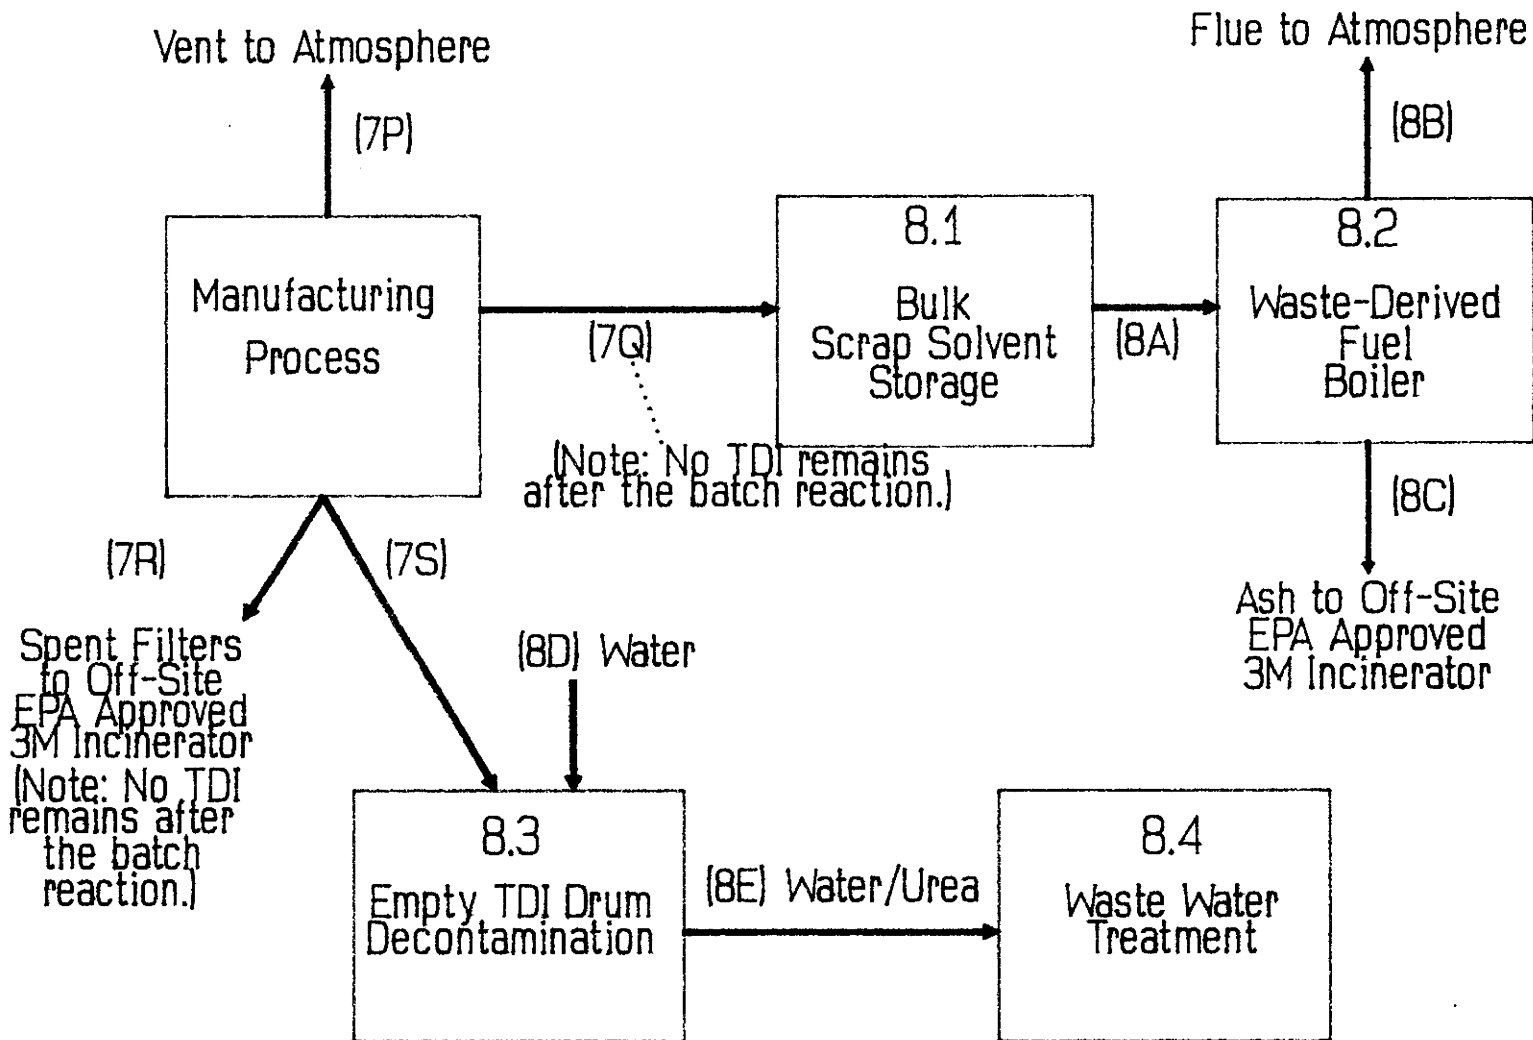 Vent to Atmosphere
Flue to Atmosphere
(7P)
(8B)
Manufacturing
Process
(7Q)
(Note: No TDI remains
after the batch reaction.)
8.1
Bulk
Scrap Solvent
Storage
(8A)
8.2
Waste-Derived
Fuel
Boiler
(8C)
Ash to Off-Site
EPA Approved
3M Incinerator
(7R)
(7S)
Spent Filters
to Off-Site
EPA Approved
3M Incinerator
(Note: No TDI
remains after
the batch
reaction.)
(8D) Water
8.3
Empty TDI Drum
Decontamination
(8E) Water/Urea
8.4
Waste Water
Treatment